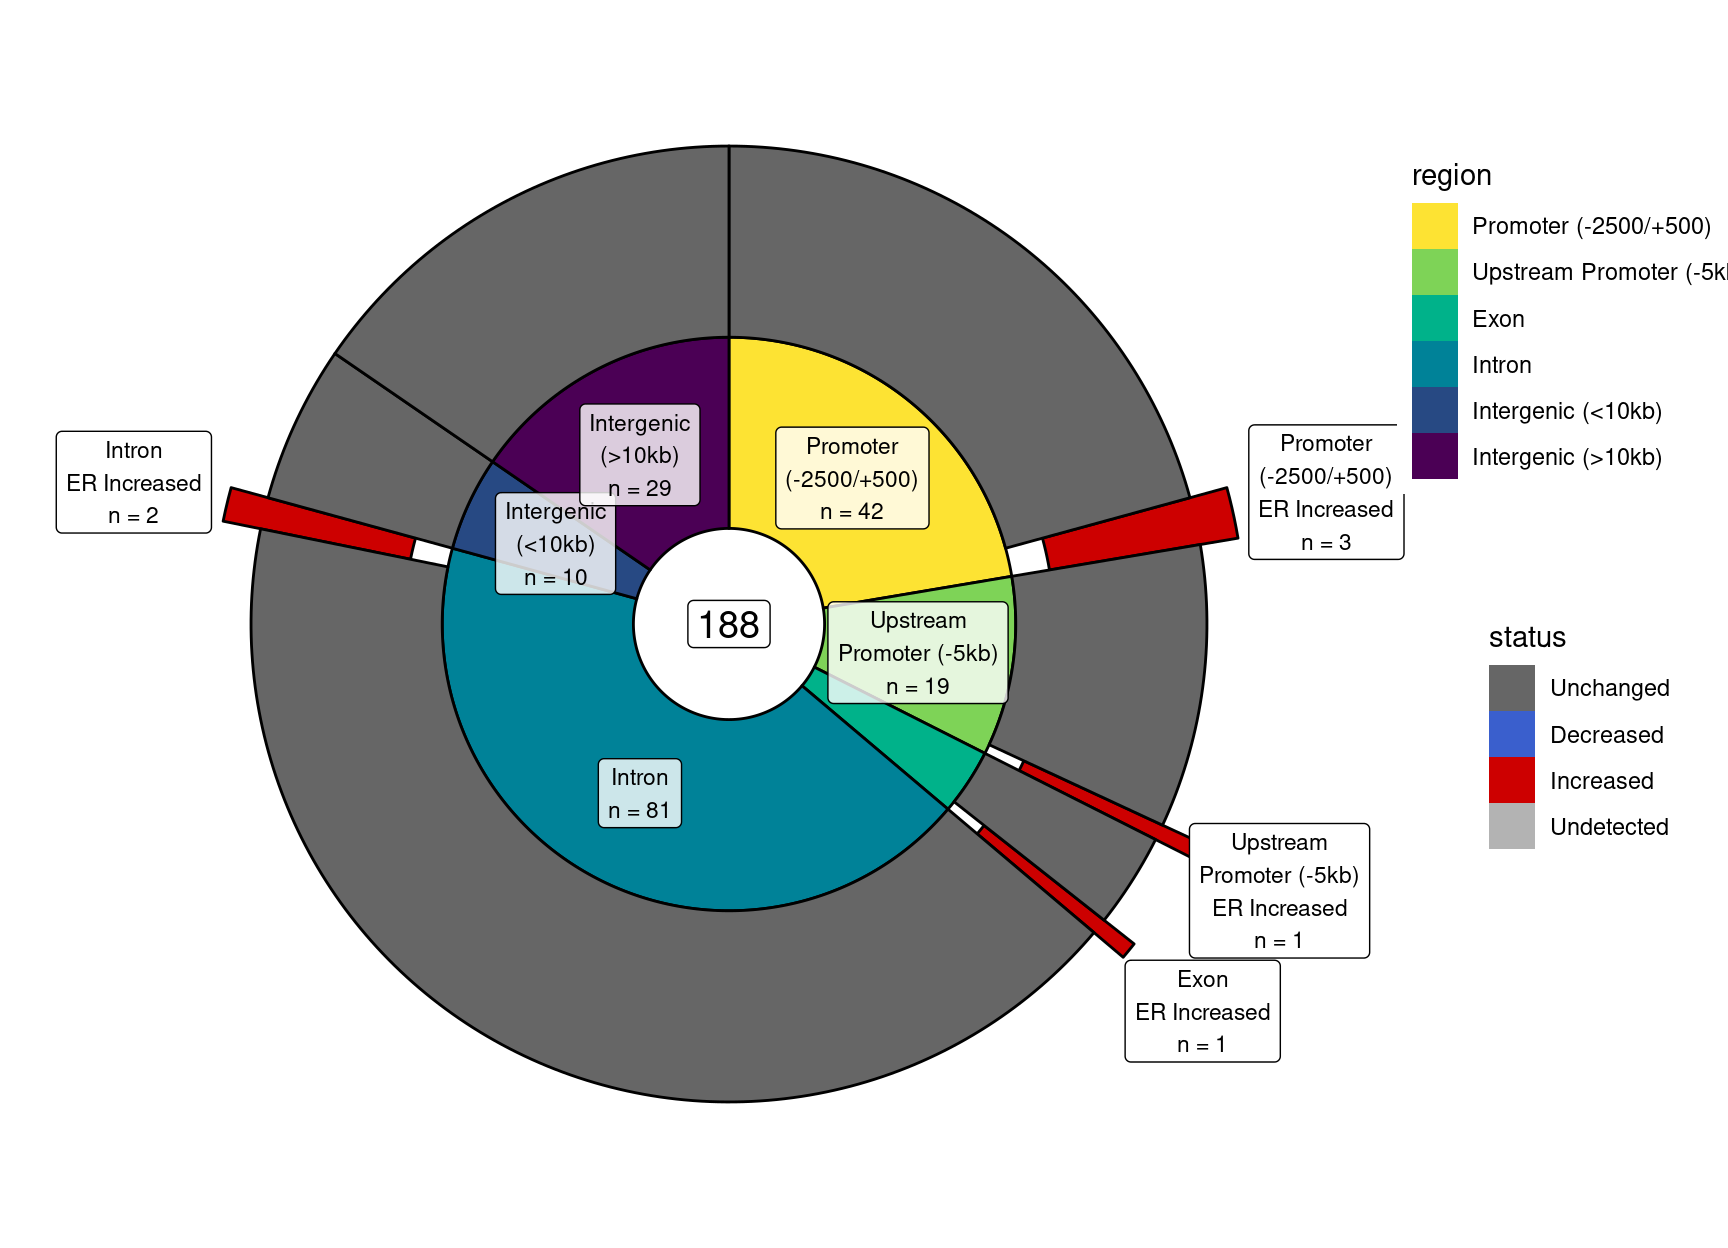 Intergenic
(>10kb)
n = 29
Promoter
(-2500/+500)
n = 42
Intergenic
(<10kb)
n = 10
188
Upstream
Promoter (-5kb)
n = 19
Intron
n = 81
Intron
ER Increased
n = 2
Promoter
(-2500/+500)
ER Increased
n = 3
Upstream
Promoter (-5kb)
ER Increased
n = 1
Exon
ER Increased
n = 1
region
Promoter (-2500/+500)
Upstream Promoter (-5k
Exon
Intron
Intergenic (<10kb)
Intergenic (>10kb)
status
Unchanged
Decreased
Increased
Undetected